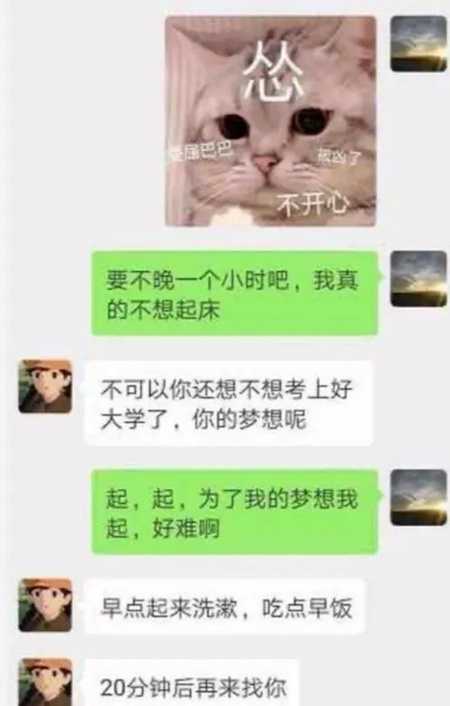 怂
委屈巴巴
被凶了
不开心
要不晚一个小时吧，我真
的不想起床
不可以你还想不想考上好
大学了，你的梦想呢
起，起，为了我的梦想我
起，好难啊
早点起来洗漱，吃点早饭
20分钟后再来找你